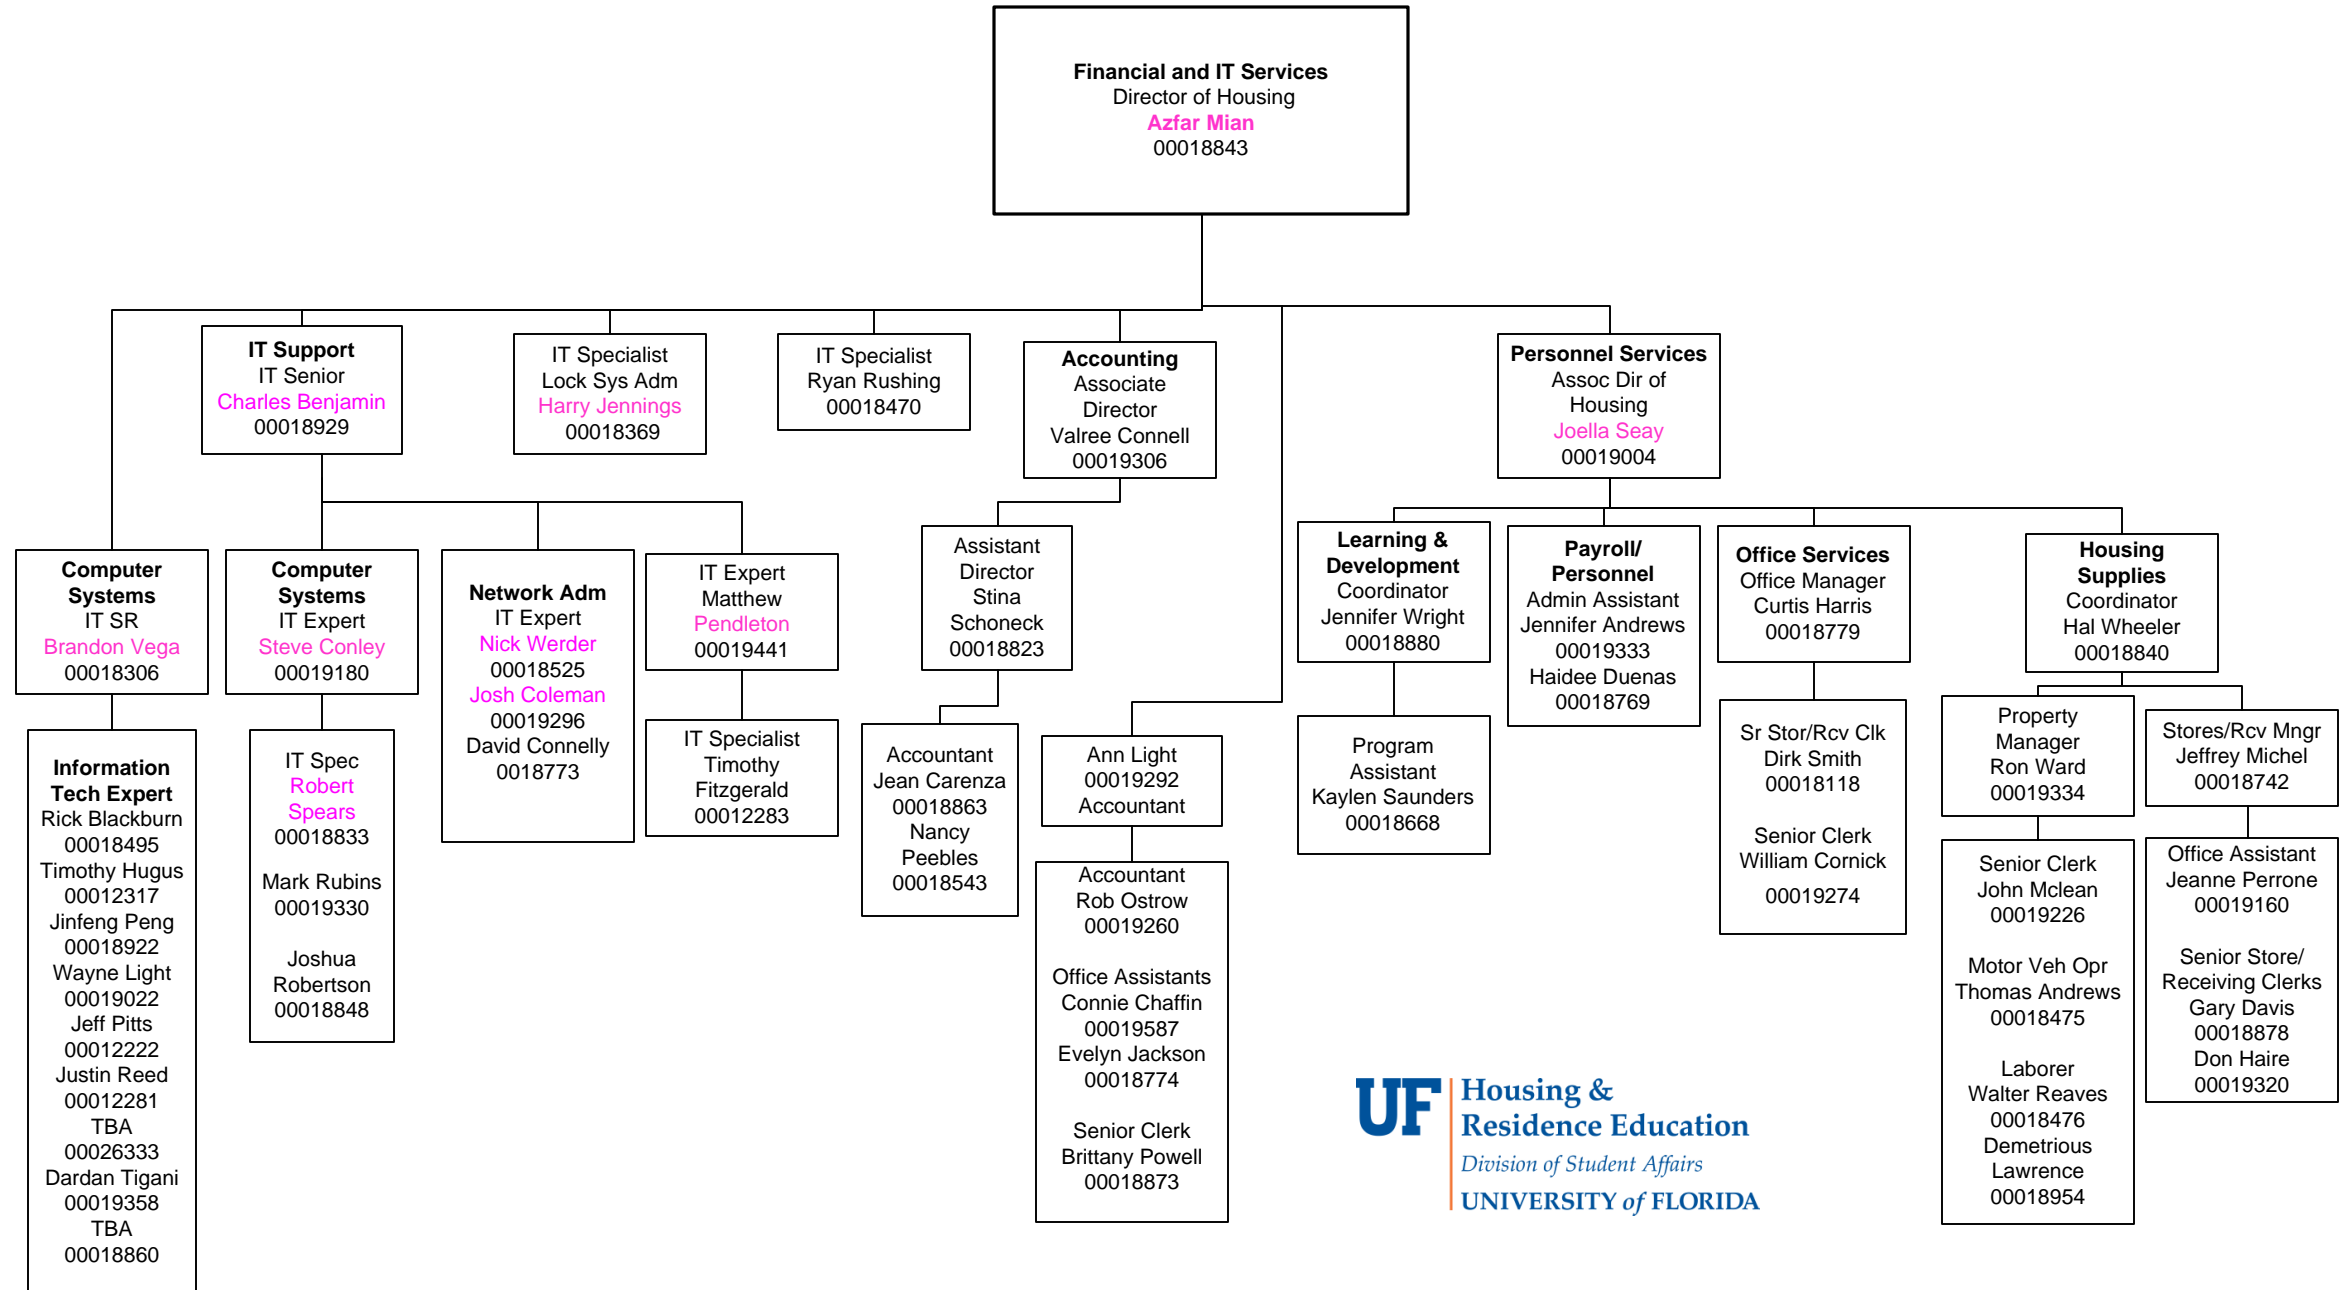 Financial and IT Services
Director of Housing
Azfar Mian
00018843
IT Support
IT Senior
Charles Benjamin
00018929
IT Specialist
Lock Sys Adm
Harry Jennings
00018369
IT Specialist
Ryan Rushing
00018470
Accounting
Associate
Director
Valree Connell
00019306
Personnel Services
Assoc Dir of
Housing
Joella Seay
00019004
Computer
Systems
IT SR
Brandon Vega
00018306
Computer
Systems
IT Expert
Steve Conley
00019180
Network Adm
IT Expert
Nick Werder
00018525
Josh Coleman
00019296
David Connelly
0018773
IT Expert
Matthew
Pendleton
00019441
Assistant
Director
Stina
Schoneck
00018823
Learning &
Development
Coordinator
Jennifer Wright
00018880
Payroll/
Personnel
Admin Assistant
Jennifer Andrews
00019333
Haidee Duenas
00018769
Office Services
Office Manager
Curtis Harris
00018779
Housing
Supplies
Coordinator
Hal Wheeler
00018840
Information
Tech Expert
Rick Blackburn
00018495
Timothy Hugus
00012317
Jinfeng Peng
00018922
Wayne Light
00019022
Jeff Pitts
00012222
Justin Reed
00012281
TBA
00026333
Dardan Tigani
00019358
TBA
00018860
IT Spec
Robert
Spears
00018833
Mark Rubins
00019330
Joshua
Robertson
00018848
IT Specialist
Timothy
Fitzgerald
00012283
Accountant
Jean Carenza
00018863
Nancy
Peebles
00018543
Ann Light
00019292
Accountant
Accountant
Rob Ostrow
00019260
Office Assistants
Connie Chaffin
00019587
Evelyn Jackson
00018774
Senior Clerk
Brittany Powell
00018873
Program
Assistant
Kaylen Saunders
00018668
Sr Stor/Rcv Clk
Dirk Smith
00018118
Senior Clerk
William Cornick
00019274
Property
Manager
Ron Ward
00019334
Stores/Rcv Mngr
Jeffrey Michel
00018742
Senior Clerk
John Mclean
00019226
Motor Veh Opr
Thomas Andrews
00018475
Laborer
Walter Reaves
00018476
Demetrious
Lawrence
00018954
Office Assistant
Jeanne Perrone
00019160
Senior Store/
Receiving Clerks
Gary Davis
00018878
Don Haire
00019320
UF
Housing &
Residence Education
Division of Student Affairs
UNIVERSITY of FLORIDA